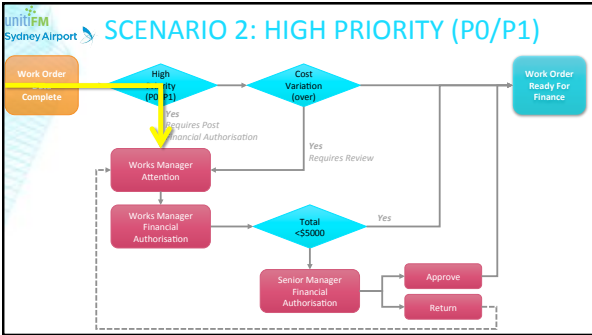 unitiFM
Sydney Airport
SCENARIO 2: HIGH PRIORITY (P0/P1)
Work Order
Complete
High
(P0/P1)
Cost
Variation
(over)
Work Order
Ready For
Finance
Yes
Requires Post
Financial Authorisation
Yes
Requires Review
Works Manager
Attention
Works Manager
Financial
Authorisation
Total
<$5000
Yes
Senior Manager
Financial
Authorisation
Approve
Return